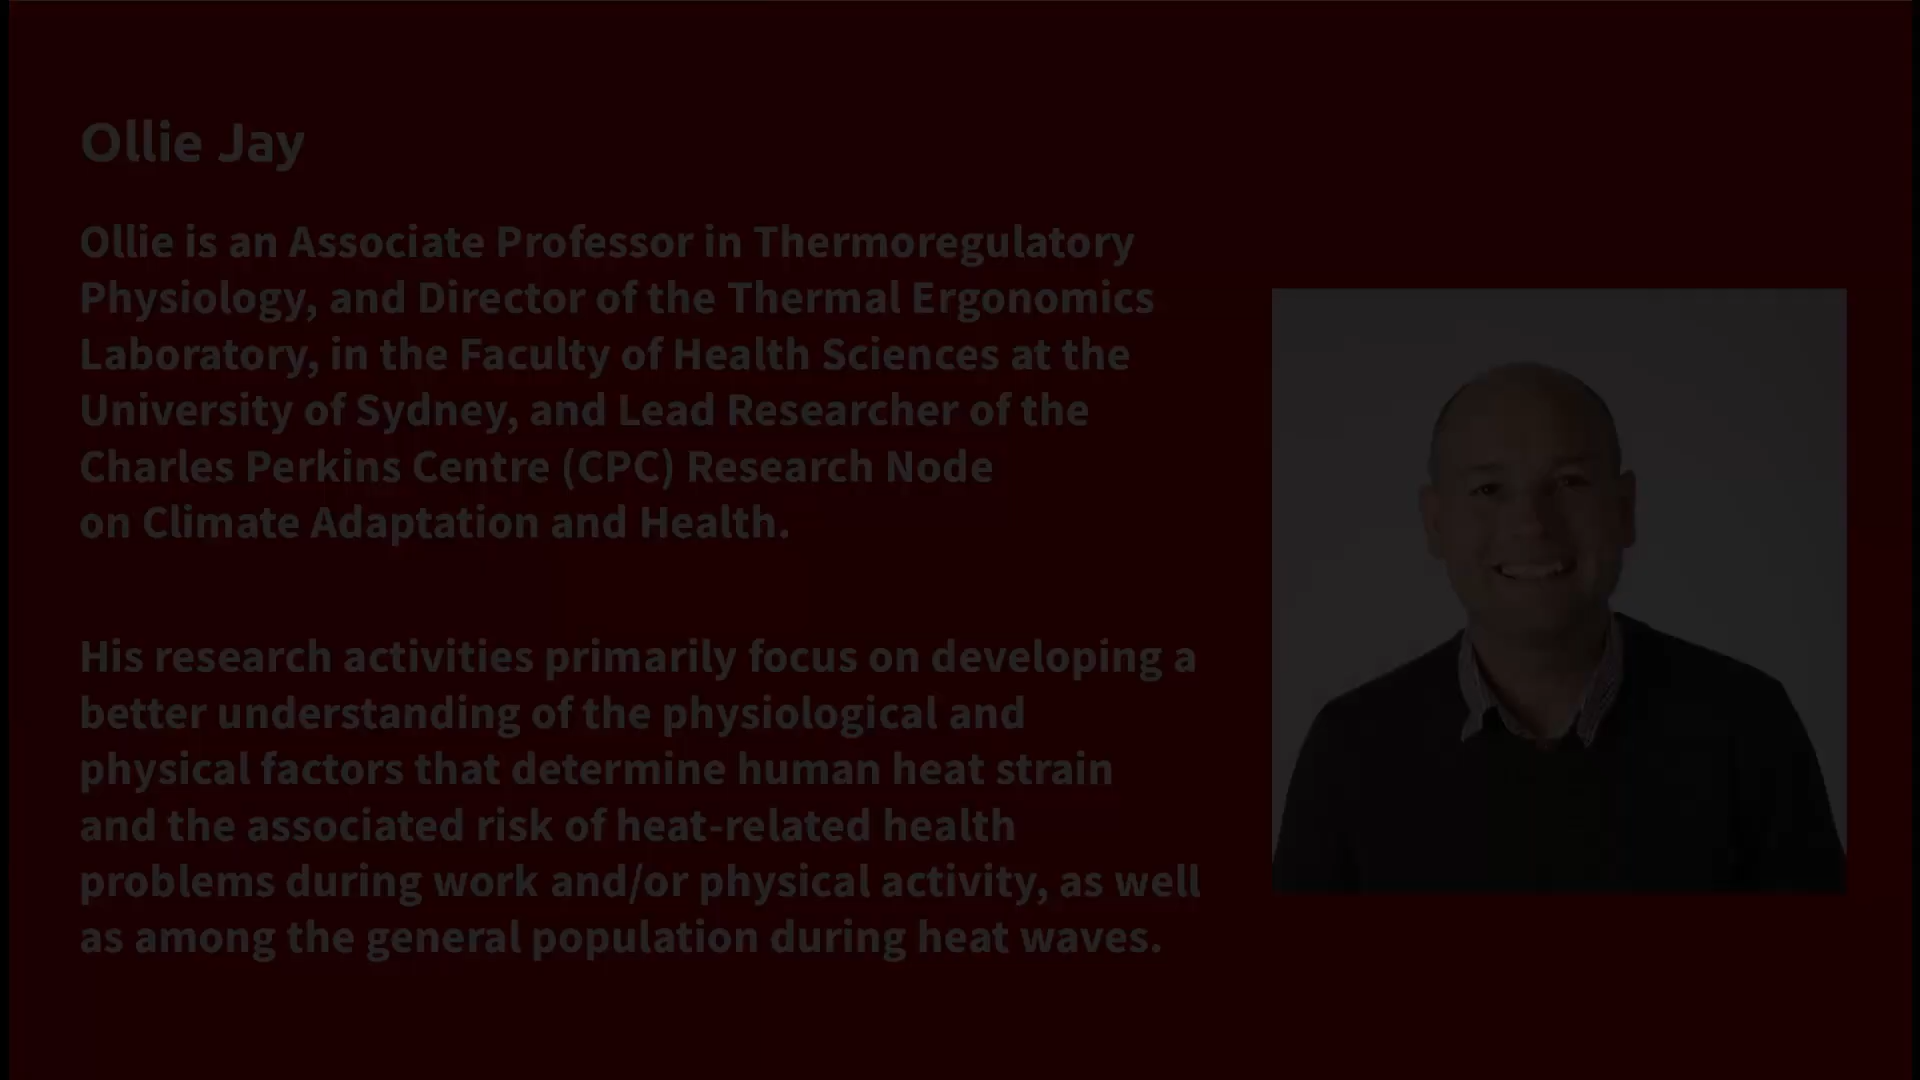 Ollie Jay
Ollie is an Associate Professor in Thermoregulatory
Physiology, and Director of the Thermal Ergonomics
Laboratory, in the Faculty of Health Sciences at the
University of Sydney, and Lead Researcher of the
Charles Perkins Centre (CPC) Research Node
on Climate Adaptation and Health.
His research activities primarily focus on developing a
better understanding of the physiological and
physical factors that determine human heat strain
and the associated risk of heat-related health
problems during work and/or physical activity, as well
as among the general population during heat waves.